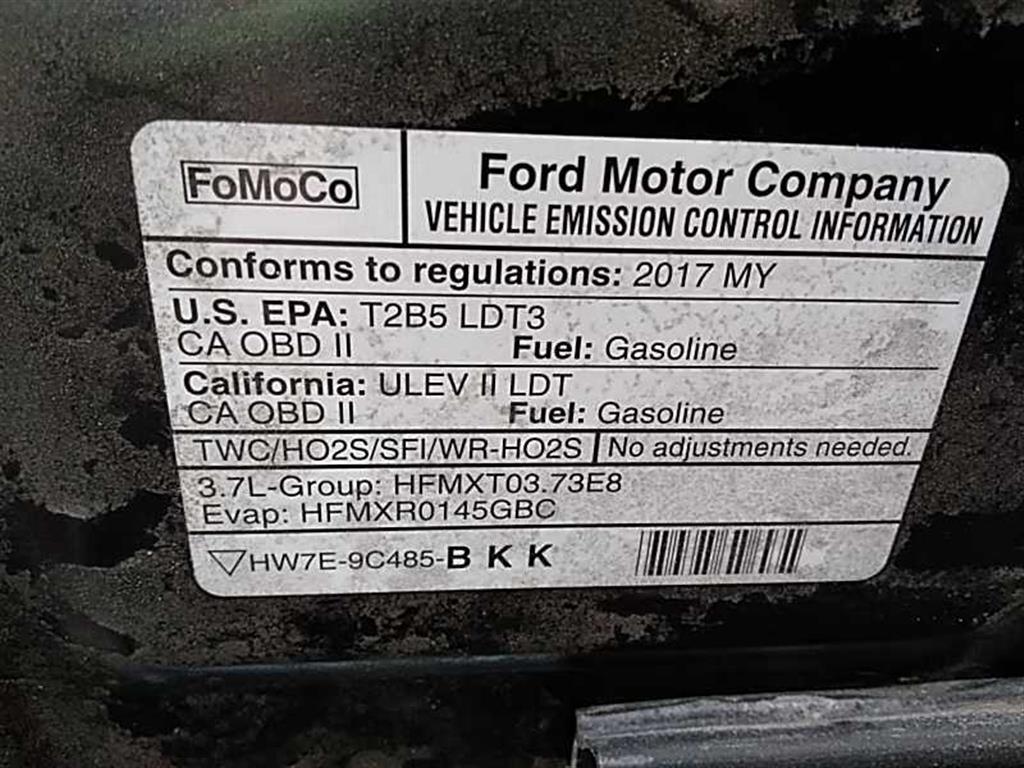 FoMoCo
Ford Motor Company
VEHICLE EMISSION CONTROL INFORMATION
Conforms to regulations: 2017 MY
U.S. EPA: T2B5 LDT3
CA OBD II Fuel: Gasoline
California: ULEV II LDT
CA OBD II Fuel: Gasoline
TWC/HO2S/SFI/WR-HO2S No adjustments needed.
3.7L-Group: HFMXT03.73E8
Evap: HFMXR0145GBC
HW7E-9C485-B K K